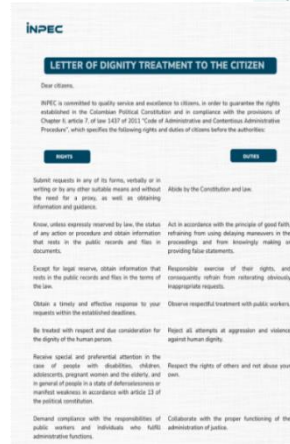 INPEC
LETTER OF DIGNITY TREATMENT TO THE CITIZEN
Dear citizens,
INPEC is committed to quality service and excellence to citizens, in order to guarantee the rights
established in the Colombian Political Constitution and in compliance with the provisions of
Chapter II; article 7, of law 1437 of 2011 "Code of Administrative and Contentious Administrative
Procedure", which specifies the following rights and duties of citizens before the authorities:
RIGHTS
DUTIES
Submit requests in any of its forms, verbally or in
writing or by any other suitable means and without
the need for a proxy, as well as obtaining
information and guidance.
Abide by the Constitution and law.
Know, unless expressly reserved by law, the status
of any action or procedure and obtain information
that rests in the public records and files in
documents.
Act in accordance with the principle of good faith,
refraining from using delaying maneuvers in the
proceedings and from knowingly making or
providing false statements.
Except for legal reserve, obtain information that
rests in the public records and files in the terms of
the law.
Responsible exercise of their rights, and
consequently refrain from reiterating obviously
inappropriate requests.
Obtain a timely and effective response to your
requests within the established deadlines.
Observe respectful treatment with public workers.
Be treated with respect and due consideration for
the dignity of the human person.
Reject all attempts at aggression and violence
against human dignity.
Receive special and preferential attention in the
case of people with disabilities, children,
adolescents, pregnant women and the elderly, and
in general of people in a state of defenselessness or
manifest weakness in accordance with article 13 of
the political constitution.
Respect the rights of others and not abuse your
own.
Demand compliance with the responsibilities of
public workers and individuals who fulfill
administrative functions.
Collaborate with the proper functioning of the
administration of justice.